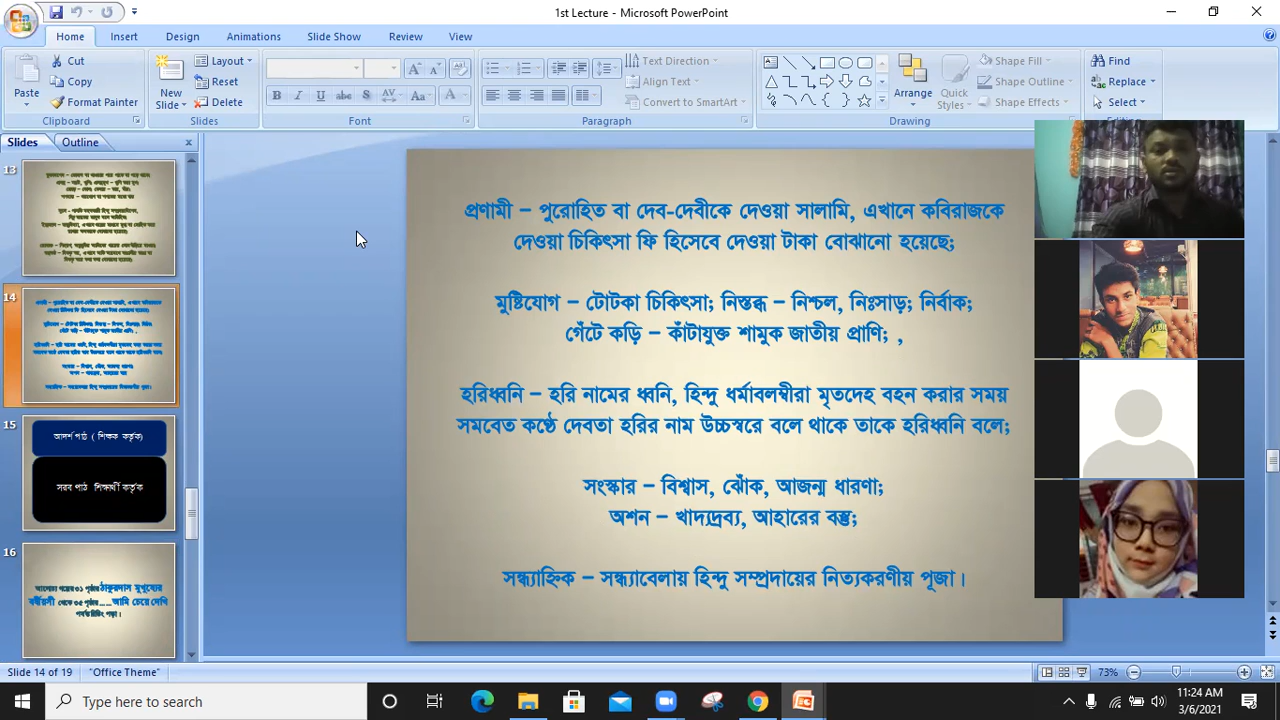 1st Lecture - Microsoft PowerPoint
Home Insert Design Animations Slide Show Review View
Cut
Copy
Format Painter
Paste
Clipboard
New Slide
Layout
Reset
Delete
Slides
Font
Text Direction
Align Text
Convert to SmartArt
Paragraph
Arrange
Quick Styles
Shape Fill
Shape Outline
Shape Effects
Drawing
Find
Replace
Select
Slides Outline
13
14
15
আদর্শ পাঠ ( শিক্ষক কর্তৃক)
সরব পাঠ শিক্ষার্থী কর্তৃক
16
প্রণামী – পুরোহিত বা দেব-দেবীকে দেওয়া সালামি, এখানে কবিরাজকে
দেওয়া চিকিৎসা ফি হিসেবে দেওয়া টাকা বোঝানো হয়েছে;
মুষ্টিযোগ – টোটকা চিকিৎসা; নিস্তব্ধ – নিশ্চল, নিঃসাড়; নির্বাক;
গেঁটে কড়ি – কাঁটাযুক্ত শামুক জাতীয় প্রাণি; ,
হরিধ্বনি – হরি নামের ধ্বনি, হিন্দু ধর্মাবলম্বীরা মৃতদেহ বহন করার সময়
সমবেত কণ্ঠে দেবতা হরির নাম উচ্চস্বরে বলে থাকে তাকে হরিধ্বনি বলে;
সংস্কার – বিশ্বাস, ঝোঁক, আজন্ম ধারণা;
অশন – খাদ্যদ্রব্য, আহারের বস্তু;
সন্ধ্যাহ্নিক – সন্ধ্যাবেলায় হিন্দু সম্প্রদায়ের নিত্যকরণীয় পূজা।
Slide 14 of 19 "Office Theme" 73%
Type here to search
11:24 AM
3/6/2021